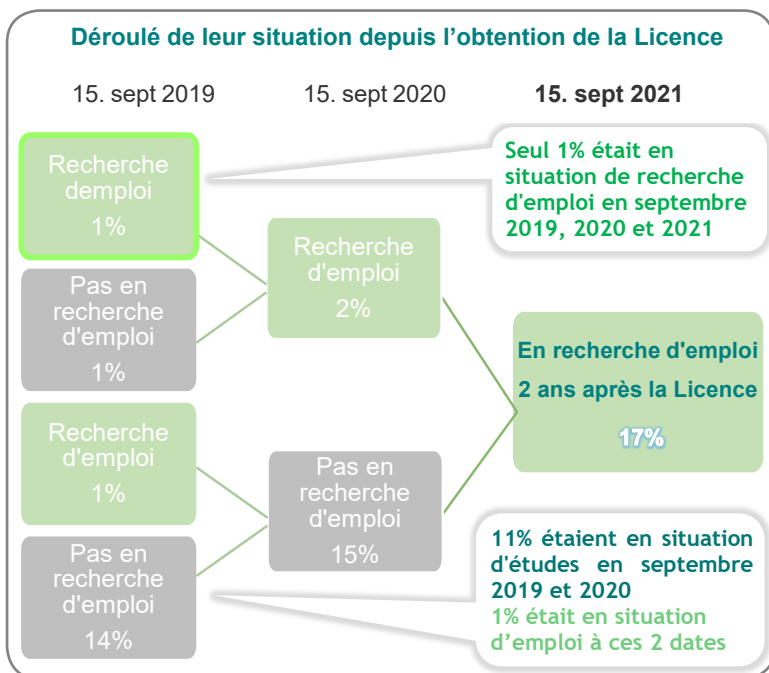 Déroulé de leur situation depuis l’obtention de la Licence
15. sept 2019
15. sept 2020
15. sept 2021
Recherche
demploi
1%
Seul 1% était en
situation de recherche
d'emploi en septembre
2019, 2020 et 2021
Pas en
recherche
d'emploi
1%
Recherche
d'emploi
2%
En recherche d'emploi
2 ans après la Licence
17%
Recherche
d'emploi
1%
Pas en
recherche
d'emploi
15%
Pas en
recherche
d'emploi
14%
11% étaient en situation
d'études en septembre
2019 et 2020
1% était en situation
d’emploi à ces 2 dates